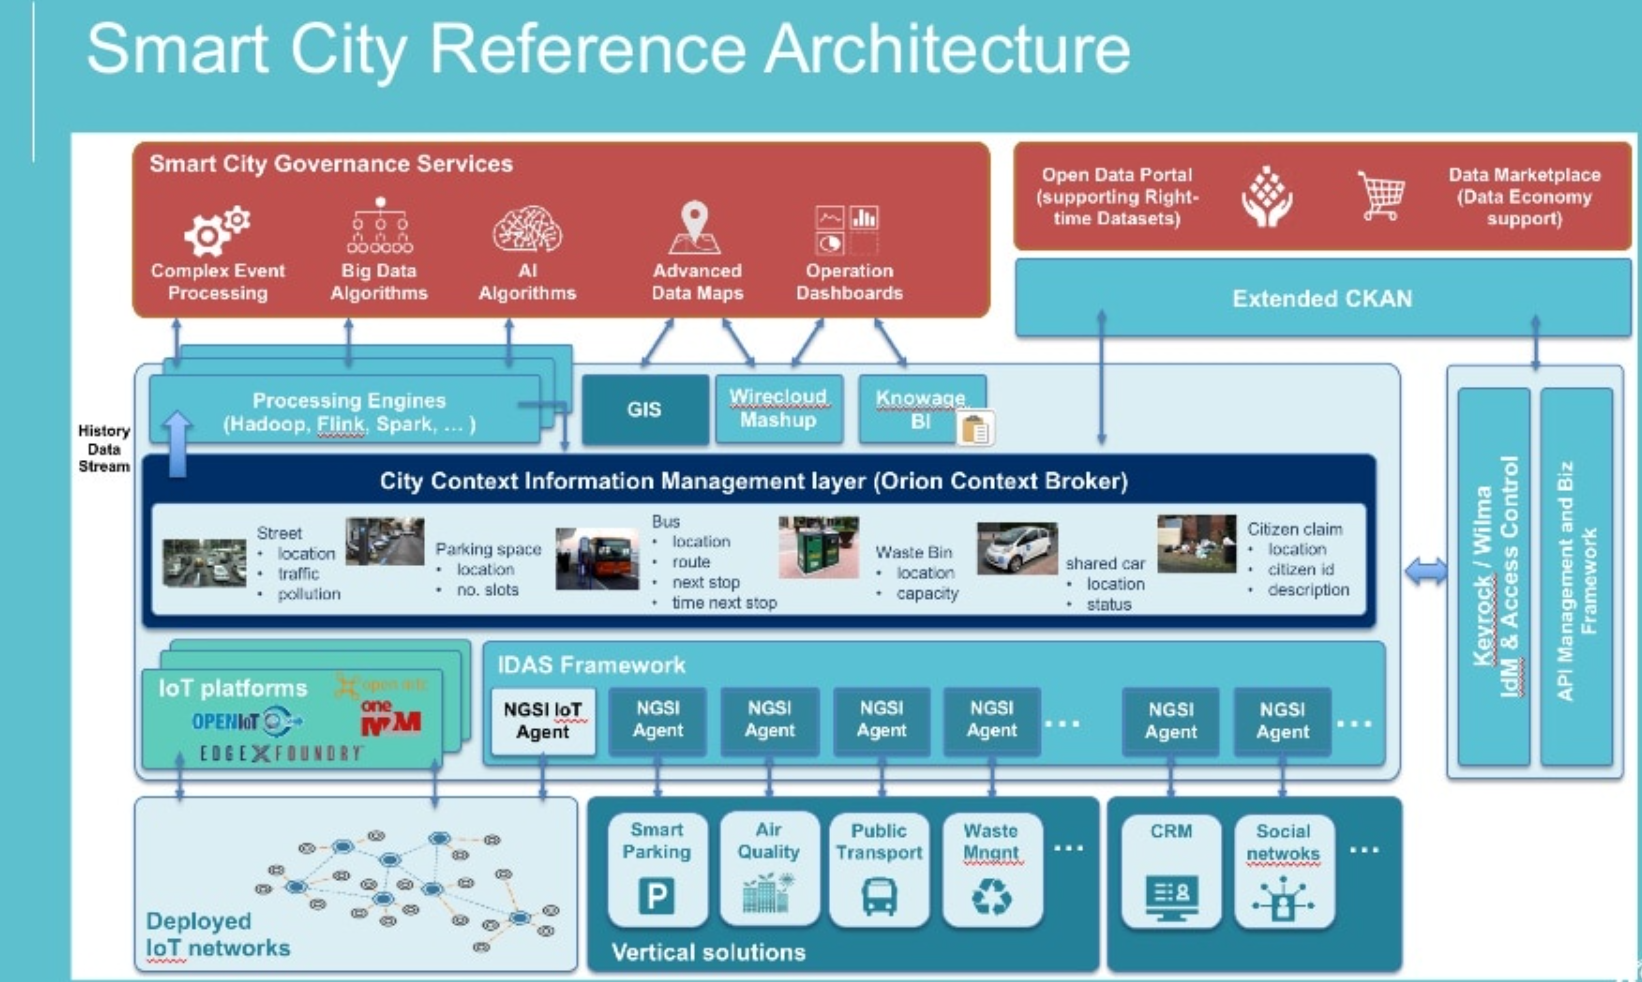 Smart City Reference Architecture
Smart City Governance Services
Complex Event
Processing
Big Data
Algorithms
AI
Algorithms
Advanced
Data Maps
Operation
Dashboards
Open Data Portal
(supporting Right-
time Datasets)
Data Marketplace
(Data Economy
support)
Extended CKAN
History
Data
Stream
Processing Engines
(Hadoop, Flink, Spark, ... )
GIS
Wirecloud
Mashup
Knowage
BI
City Context Information Management layer (Orion Context Broker)
Street
• location
• traffic
• pollution
Parking space
• location
• no. slots
Bus
• location
• route
• next stop
• time next stop
Waste Bin
• location
• capacity
shared car
• location
• status
Citizen claim
• location
• citizen id
• description
Keyrock / Wilma
IdM & Access Control
API Management and Biz
Framework
IoT platforms
OPENIoT
one
M2M
EDGE X FOUNDRY
IDAS Framework
NGSI IoT
Agent
NGSI
Agent
NGSI
Agent
NGSI
Agent
NGSI
Agent
...
NGSI
Agent
NGSI
Agent
...
Deployed
IoT networks
Smart
Parking
P
Air
Quality
Public
Transport
Waste
Mngnt
...
Vertical solutions
CRM
Social
netwoks
...